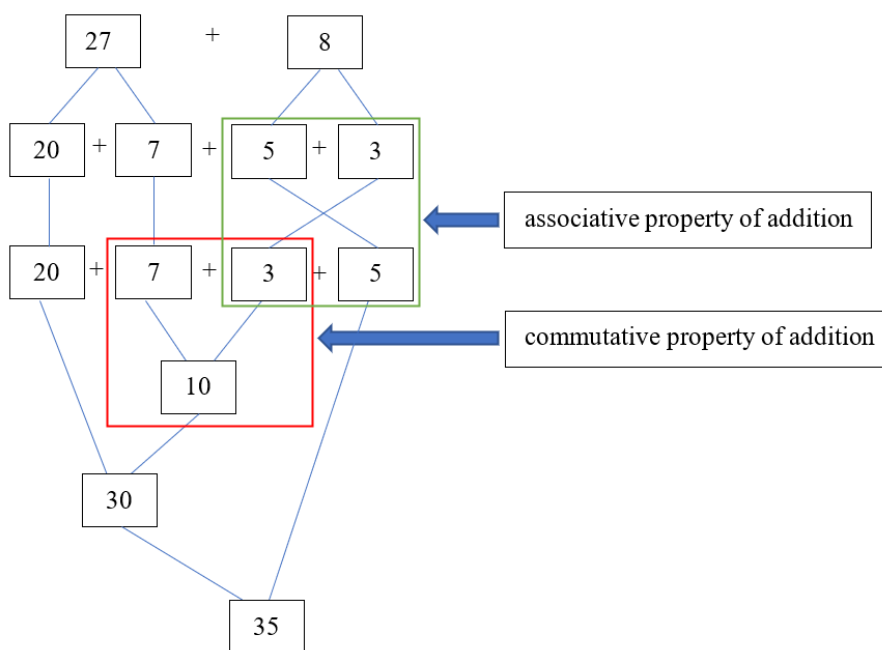 27 + 8
20 + 7 + 5 + 3
associative property of addition
20 + 7 + 3 + 5
commutative property of addition
10
30
35